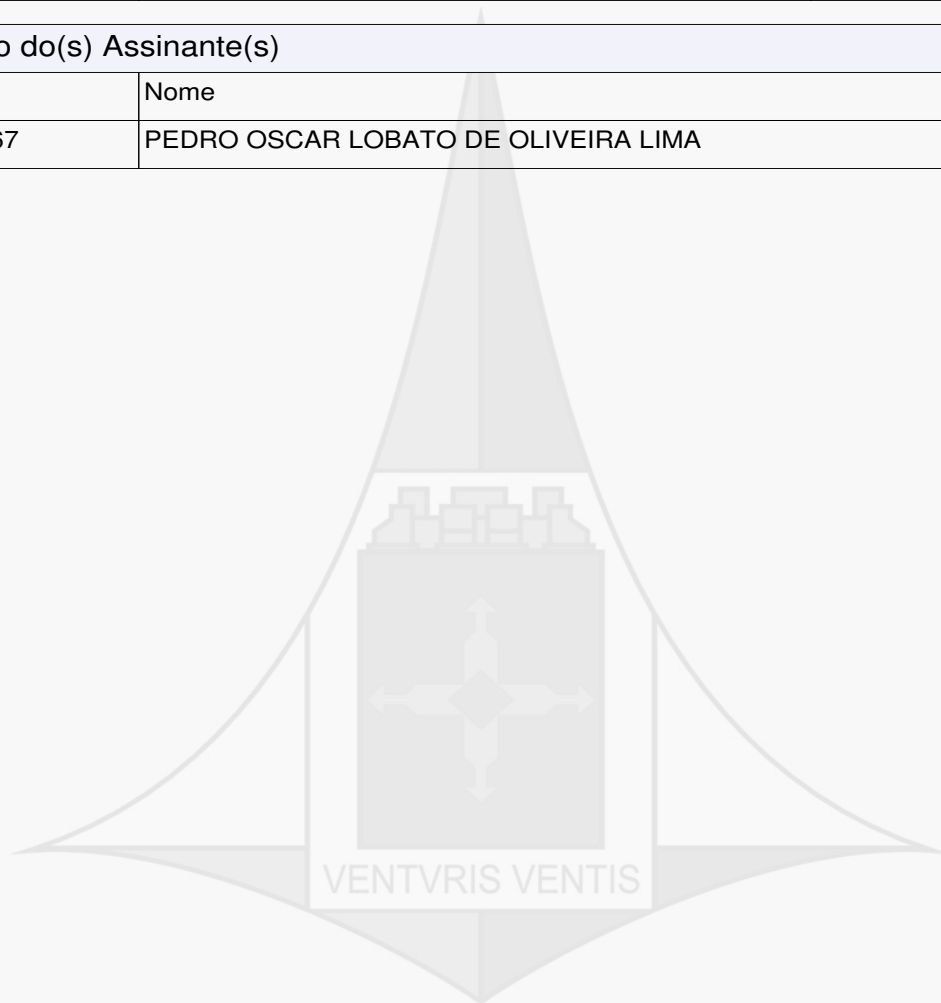 o do(s) Assinante(s)
Nome
67 PEDRO OSCAR LOBATO DE OLIVEIRA LIMA
VENTVRIS VENTIS